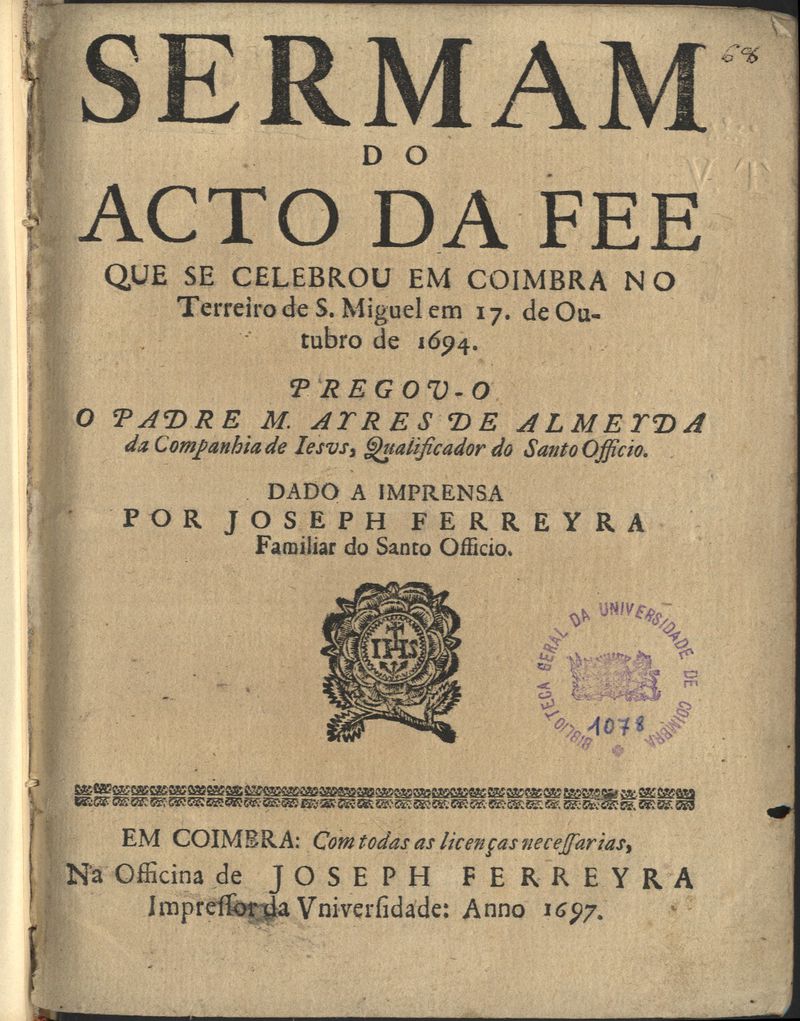 68
SERMAM
DO
ACTO DA FEE
QUE SE CELEBROU EM COIMBRA NO
Terreiro de S. Miguel em 17. de Ou-
tubro de 1694.
PREGOV-O
O PADRE M. AYRES DE ALMEYDA
da Companhia de Iesvs, Qualificador do Santo Officio.
DADO A IMPRENSA
POR JOSEPH FERREYRA
Familiar do Santo Officio.
IHS
BIBLIOTECA GERAL DA UNIVERSIDADE DE COIMBRA
1078
EM COIMBRA: Com todas as licenças neceſſarias,
Na Officina de JOSEPH FERREYRA
Impreſſor da Vniverſidade: Anno 1697.